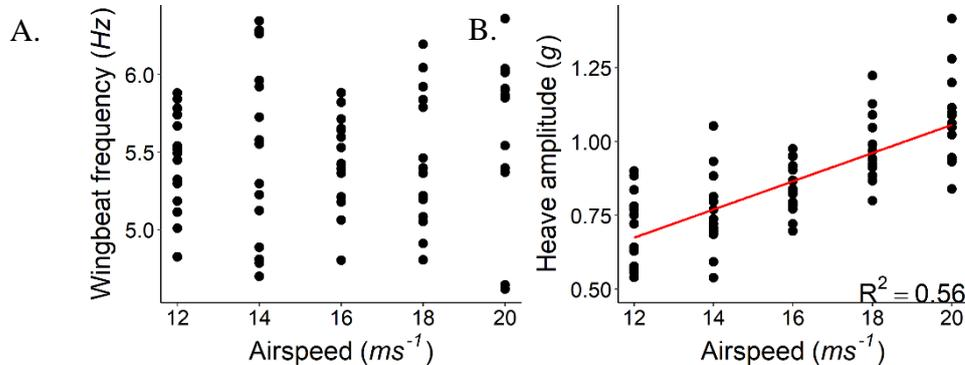 A.
Wingbeat frequency (Hz)
6.0
5.5
5.0
12 14 16 18 20
Airspeed (ms⁻¹)
B.
Heave amplitude (g)
1.25
1.00
0.75
0.50
R² = 0.56
12 14 16 18 20
Airspeed (ms⁻¹)